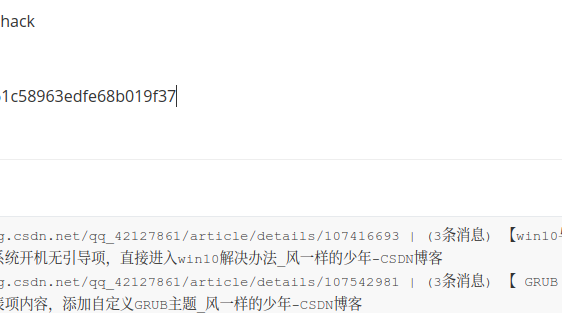 hack
1c58963edfe68b019f37
g.csdn.net/qq_42127861/article/details/107416693 | (3条消息) 【win10
系统开机无引导项，直接进入win10解决办法_风一样的少年-CSDN博客
g.csdn.net/qq_42127861/article/details/107542981 | (3条消息) 【 GRUB
项内容，添加自定义GRUB主题_风一样的少年-CSDN博客